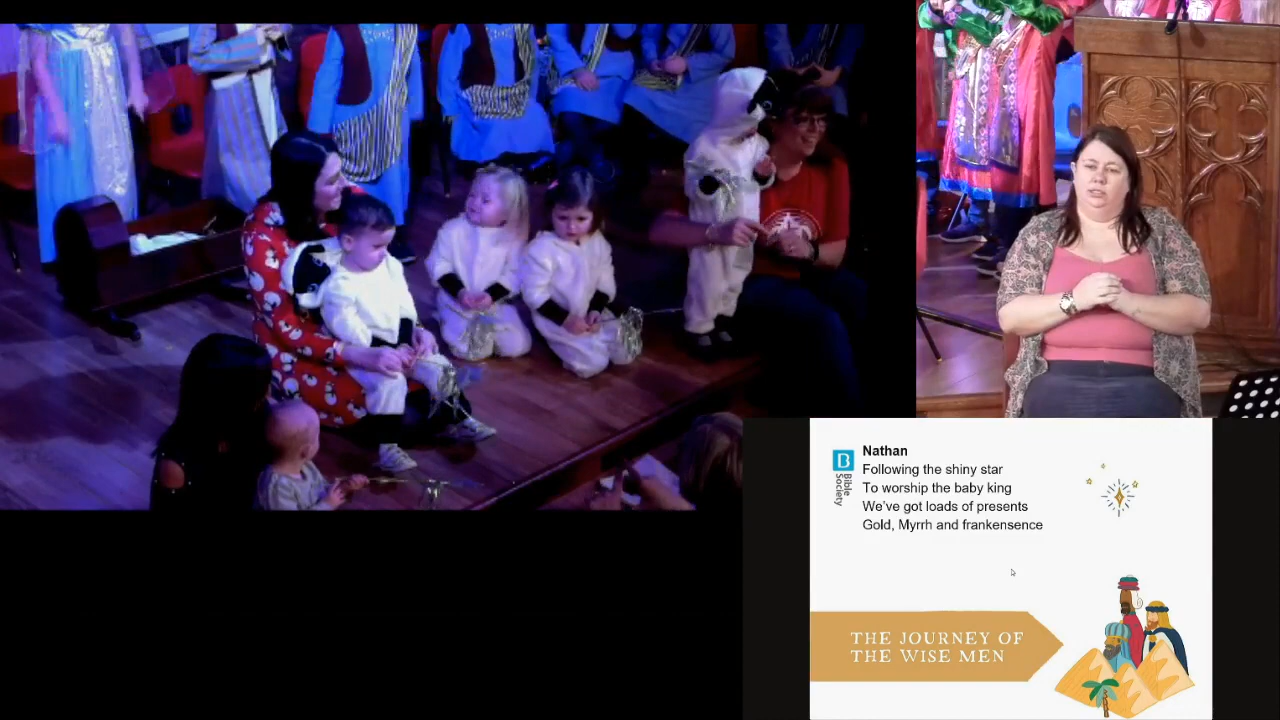 B
Bible
Society
Nathan
Following the shiny star
To worship the baby king
We've got loads of presents
Gold, Myrrh and frankensence
THE JOURNEY OF
THE WISE MEN